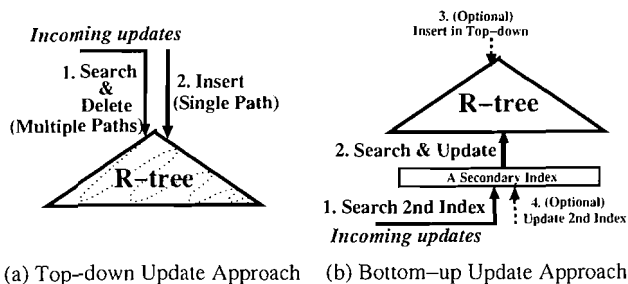 Incoming updates
1. Search
&
Delete
(Multiple Paths)
2. Insert
(Single Path)
R–tree
(a) Top–down Update Approach
3. (Optional)
Insert in Top–down
R–tree
2. Search & Update
A Secondary Index
1. Search 2nd Index
4. (Optional)
Update 2nd Index
Incoming updates
(b) Bottom–up Update Approach